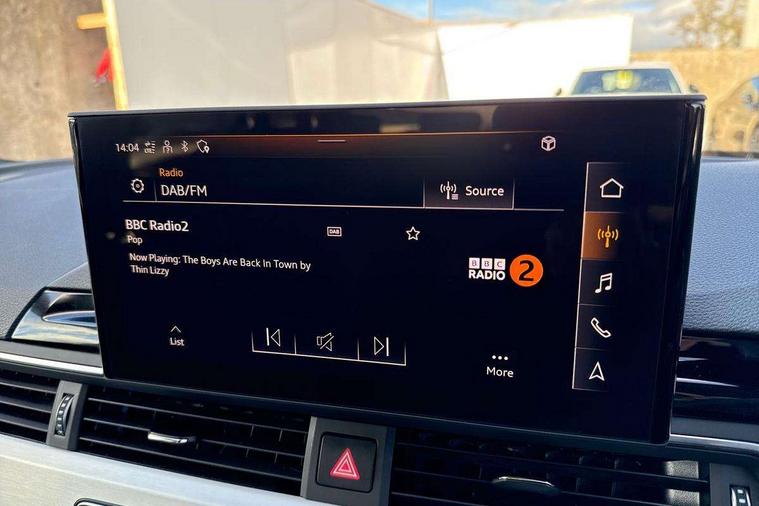 14:04
Radio
DAB/FM
Source
BBC Radio2
DAB
Pop
Now Playing: The Boys Are Back In Town by
Thin Lizzy
BBC
RADIO 2
List
More